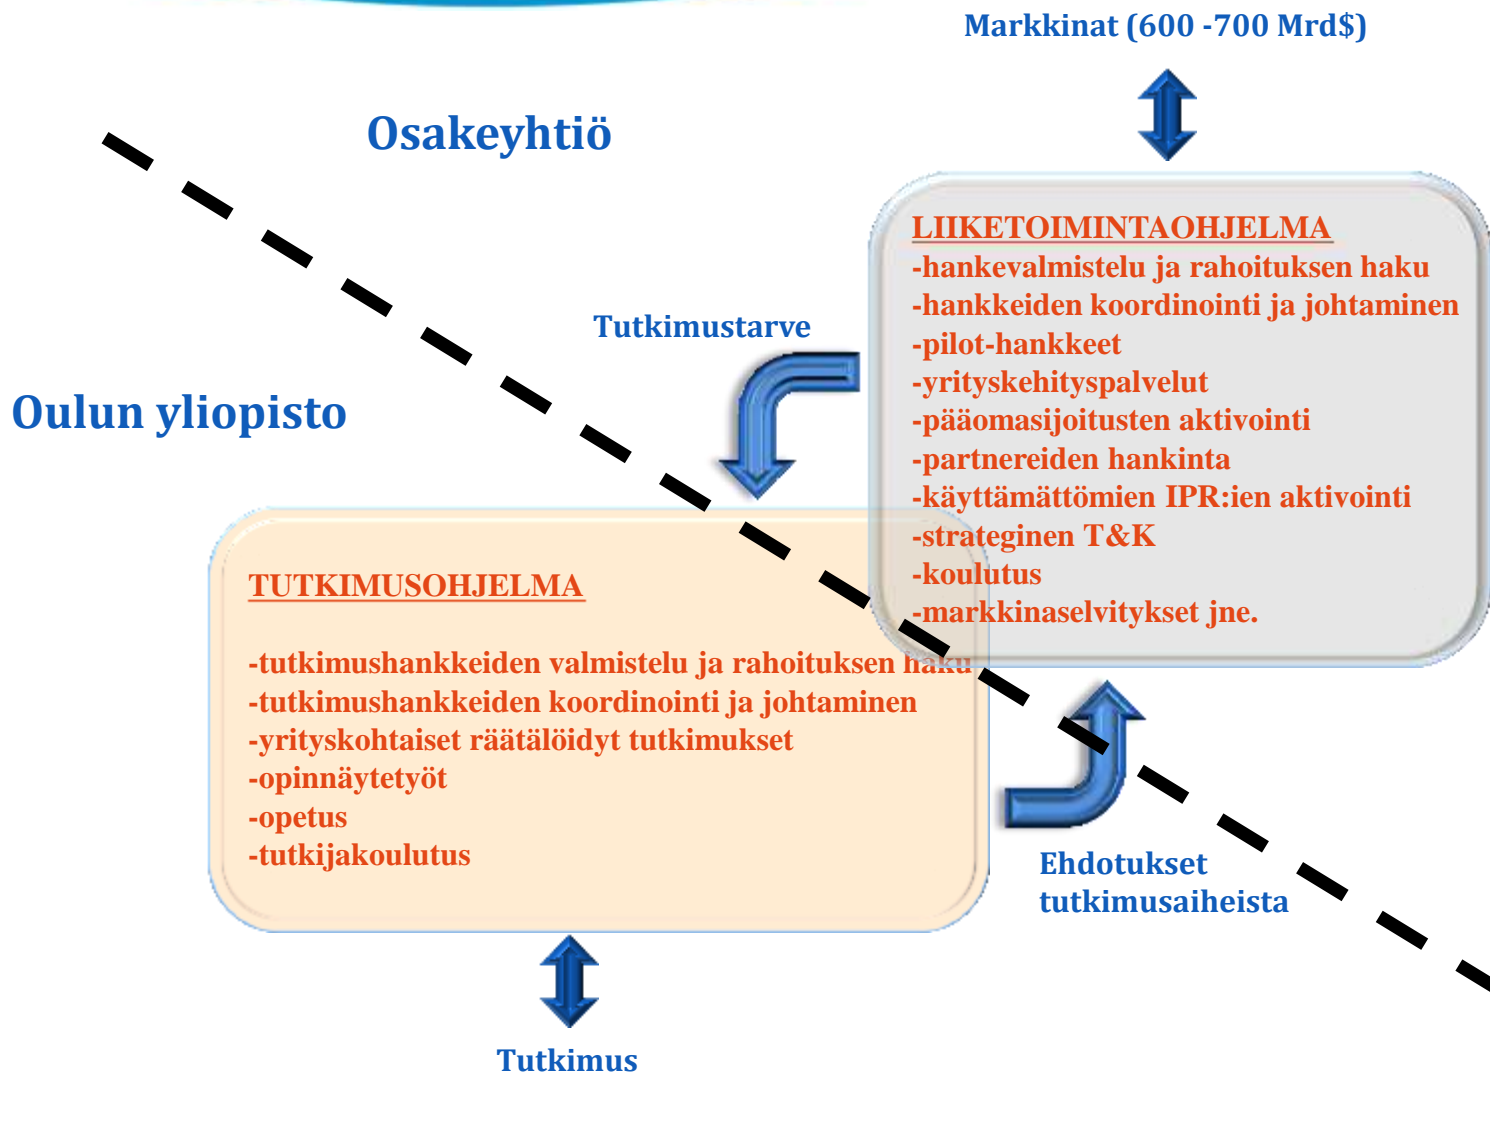 Markkinat (600 -700 Mrd$)
Osakeyhtiö
LIIKETOIMINTAOHJELMA
-hankevalmistelu ja rahoituksen haku
-hankkeiden koordinointi ja johtaminen
-pilot-hankkeet
-yrityskehityspalvelut
-pääomasijoitusten aktivointi
-partnereiden hankinta
-käyttämättömien IPR:ien aktivointi
-strateginen T&K
-koulutus
-markkinaselvitykset jne.
Tutkimustarve
Oulun yliopisto
TUTKIMUSOHJELMA
-tutkimushankkeiden valmistelu ja rahoituksen haku
-tutkimushankkeiden koordinointi ja johtaminen
-yrityskohtaiset räätälöidyt tutkimukset
-opinnäytetyöt
-opetus
-tutkijakoulutus
Ehdotukset
tutkimusaiheista
Tutkimus